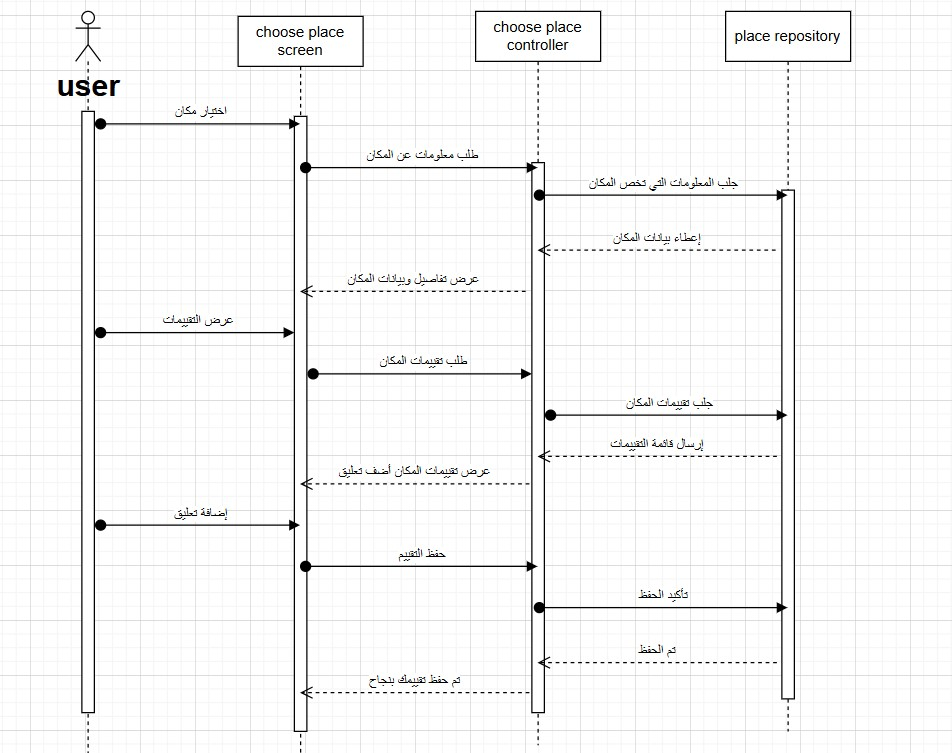 choose place
screen
choose place
controller
place repository
user
اختيار مكان
طلب معلومات عن المكان
جلب المعلومات التي تخص المكان
إعطاء بيانات المكان
عرض تفاصيل وبيانات المكان
عرض التقييمات
طلب تقييمات المكان
جلب تقييمات المكان
إرسال قائمة التقييمات
عرض تقييمات المكان أضف تعليق
إضافة تعليق
حفظ التقييم
تأكيد الحفظ
تم الحفظ
تم حفظ تقييمك بنجاح